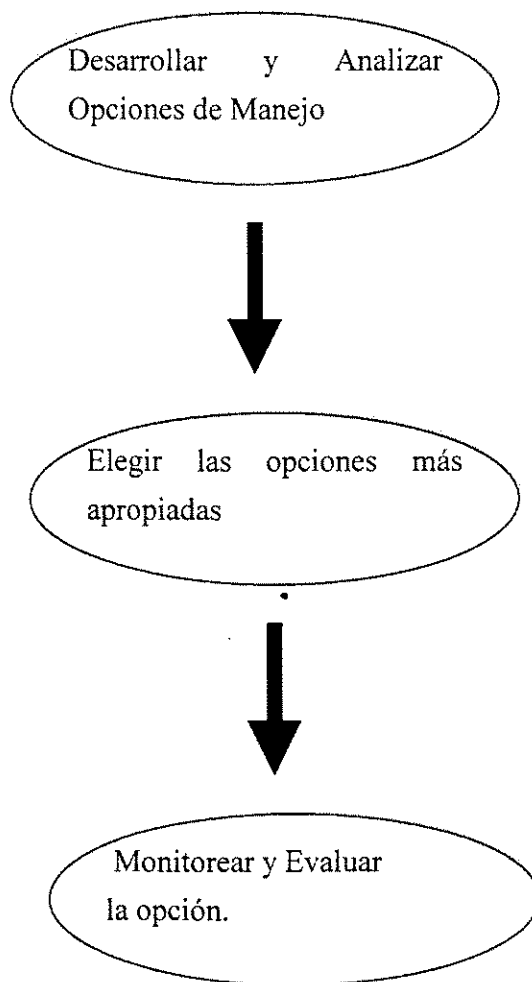 Desarrollar y Analizar
Opciones de Manejo
Elegir las opciones más
apropiadas
Monitorear y Evaluar
la opción.